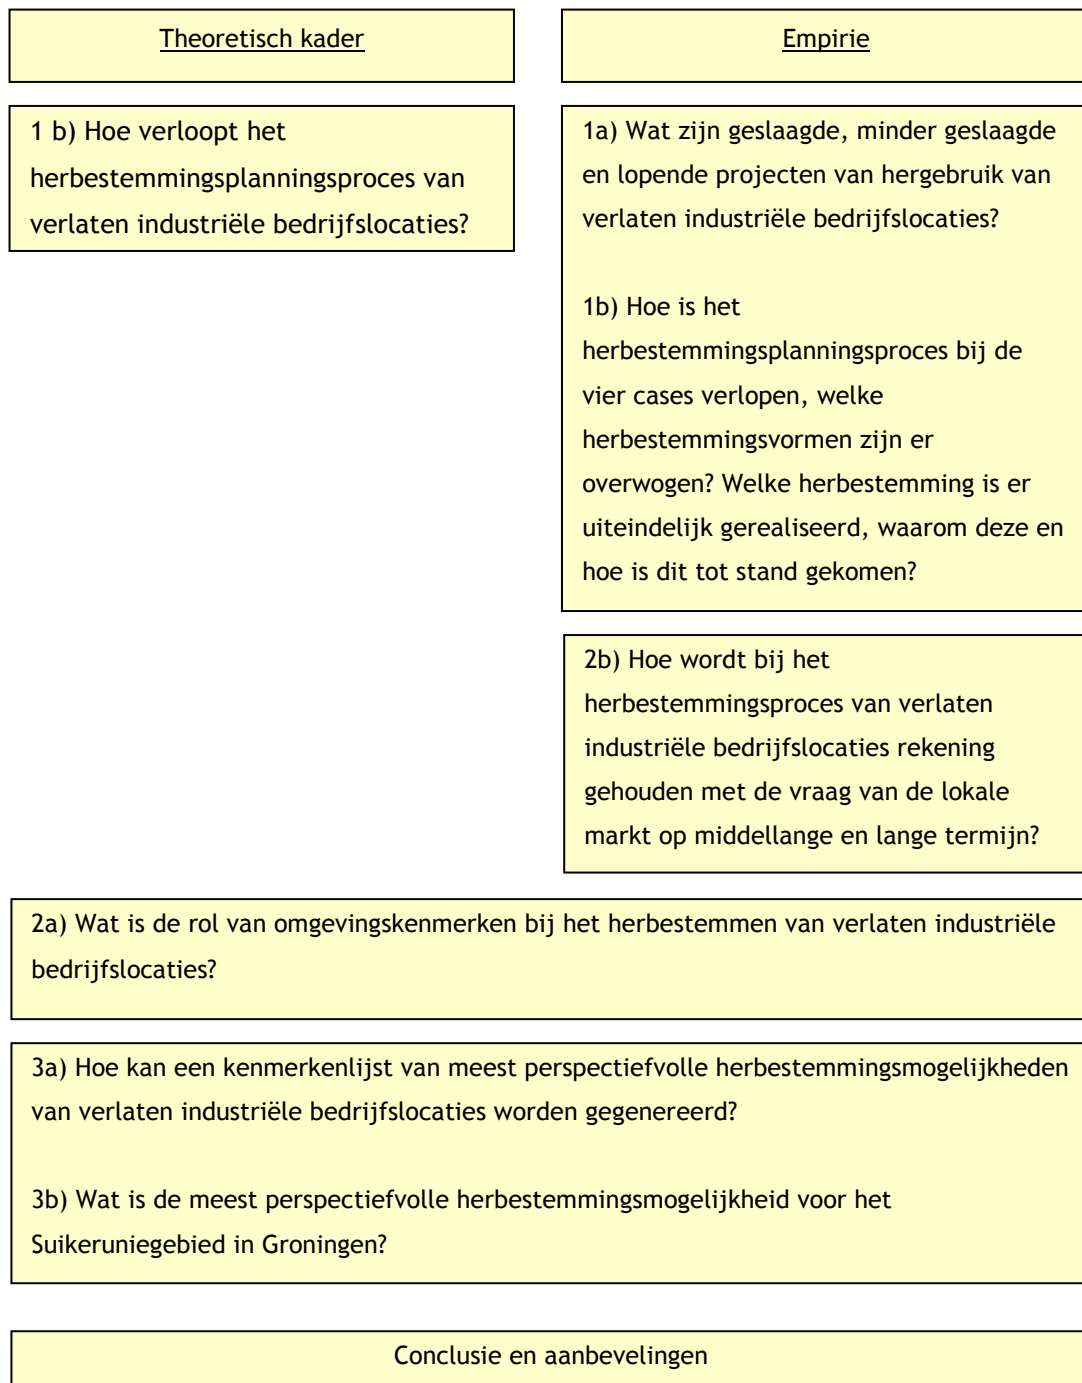 Theoretisch kader
Empirie
1 b) Hoe verloopt het
herbestemmingsplanningsproces van
verlaten industriële bedrijfslocaties?
1a) Wat zijn geslaagde, minder geslaagde
en lopende projecten van hergebruik van
verlaten industriële bedrijfslocaties?
1b) Hoe is het
herbestemmingsplanningsproces bij de
vier cases verlopen, welke
herbestemmingsvormen zijn er
overwogen? Welke herbestemming is er
uiteindelijk gerealiseerd, waarom deze en
hoe is dit tot stand gekomen?
2b) Hoe wordt bij het
herbestemmingsproces van verlaten
industriële bedrijfslocaties rekening
gehouden met de vraag van de lokale
markt op middellange en lange termijn?
2a) Wat is de rol van omgevingskenmerken bij het herbestemmen van verlaten industriële
bedrijfslocaties?
3a) Hoe kan een kenmerkenlijst van meest perspectiefvolle herbestemmingsmogelijkheden
van verlaten industriële bedrijfslocaties worden gegenereerd?
3b) Wat is de meest perspectiefvolle herbestemmingsmogelijkheid voor het
Suikeruniegebied in Groningen?
Conclusie en aanbevelingen